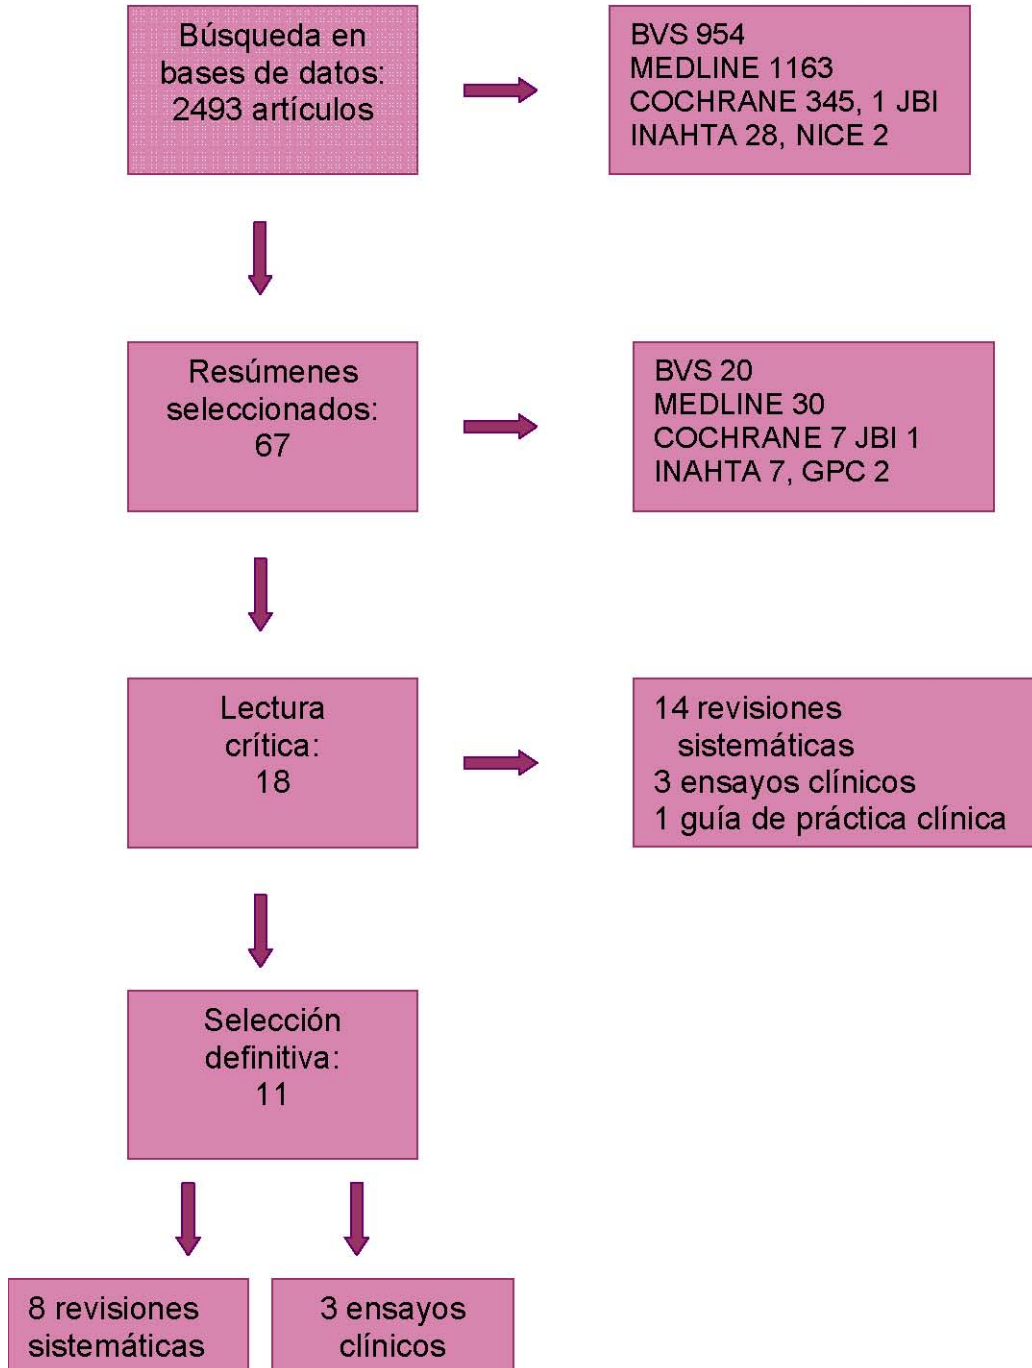 Búsqueda en
bases de datos:
2493 artículos
BVS 954
MEDLINE 1163
COCHRANE 345, 1 JBI
INAHTA 28, NICE 2
Resúmenes
seleccionados:
67
BVS 20
MEDLINE 30
COCHRANE 7 JBI 1
INAHTA 7, GPC 2
Lectura
crítica:
18
14 revisiones
sistemáticas
3 ensayos clínicos
1 guía de práctica clínica
Selección
definitiva:
11
8 revisiones
sistemáticas
3 ensayos
clínicos